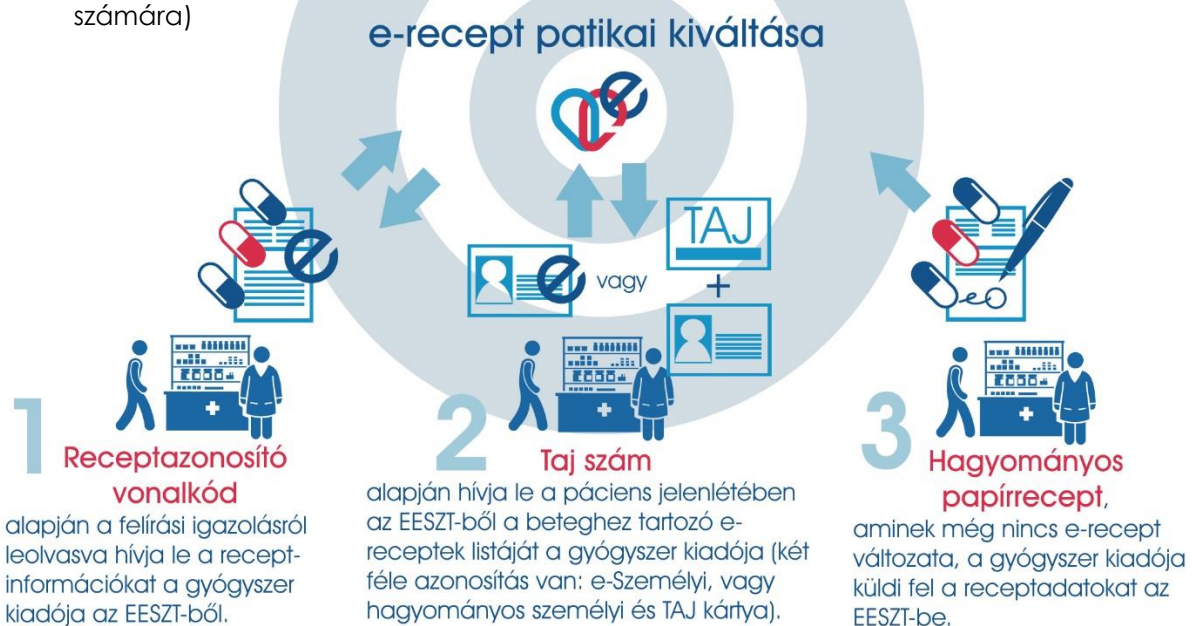 számára)
e-recept patikai kiváltása
TAJ
vagy
+
1
Receptazonosító
vonalkód
alapján a felírási igazolásról
leolvasva hívja le a recept-
információkat a gyógyszer
kiadója az EESZT-ből.
2
Taj szám
alapján hívja le a páciens jelenlétében
az EESZT-ből a beteghez tartozó e-
receptek listáját a gyógyszer kiadója (két
féle azonosítás van: e-Személyi, vagy
hagyományos személyi és TAJ kártya).
3
Hagyományos
papírrecept,
aminek még nincs e-recept
változata, a gyógyszer kiadója
küldi fel a receptadatokat az
EESZT-be.